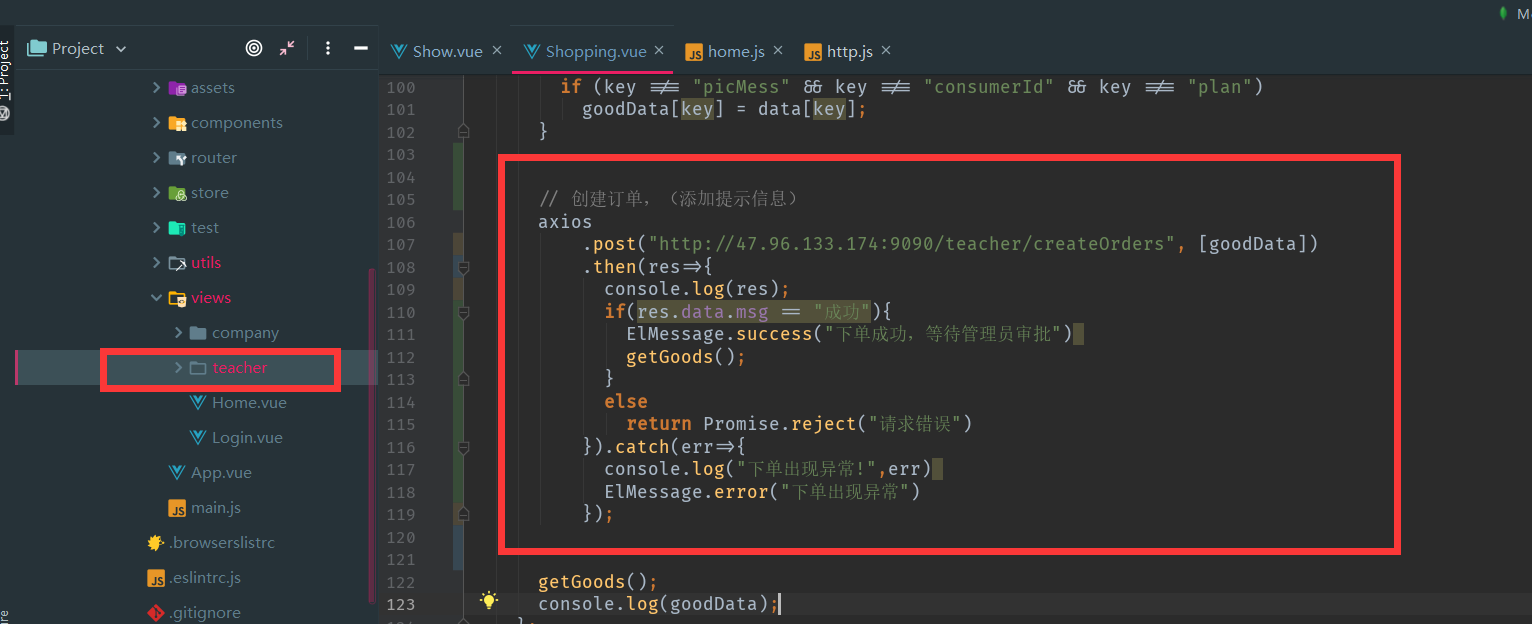 M
1: Project
Project
Show.vue
Shopping.vue
home.js
http.js
assets
components
router
store
test
utils
views
company
teacher
Home.vue
Login.vue
App.vue
main.js
.browserslistrc
.eslintrc.js
.gitignore
100 if (key !== "picMess" && key !== "consumerId" && key !== "plan")
101 goodData[key] = data[key];
102 }
103
104
105 // 创建订单，（添加提示信息）
106 axios
107 .post("http://47.96.133.174:9090/teacher/createOrders", [goodData])
108 .then(res=>{
109 console.log(res);
110 if(res.data.msg == "成功"){
111 ElMessage.success("下单成功，等待管理员审批")
112 getGoods();
113 }
114 else
115 return Promise.reject("请求错误")
116 }).catch(err=>{
117 console.log("下单出现异常!",err)
118 ElMessage.error("下单出现异常")
119 });
120
121
122 getGoods();
123 console.log(goodData);